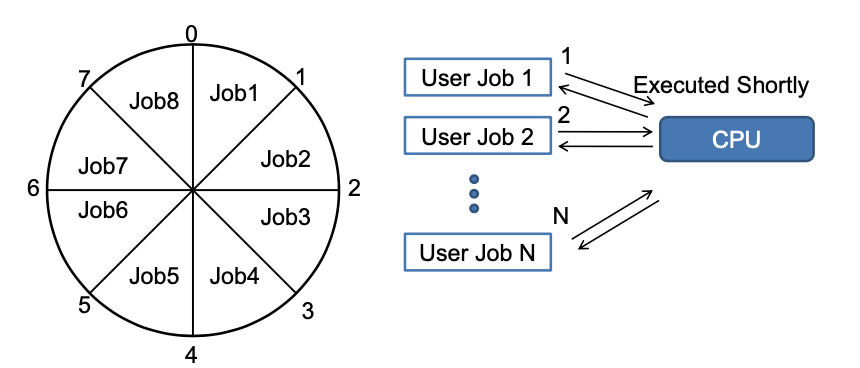 0
1
2
3
4
5
6
7
Job1
Job2
Job3
Job4
Job5
Job6
Job7
Job8
User Job 1
User Job 2
User Job N
1
2
N
Executed Shortly
CPU